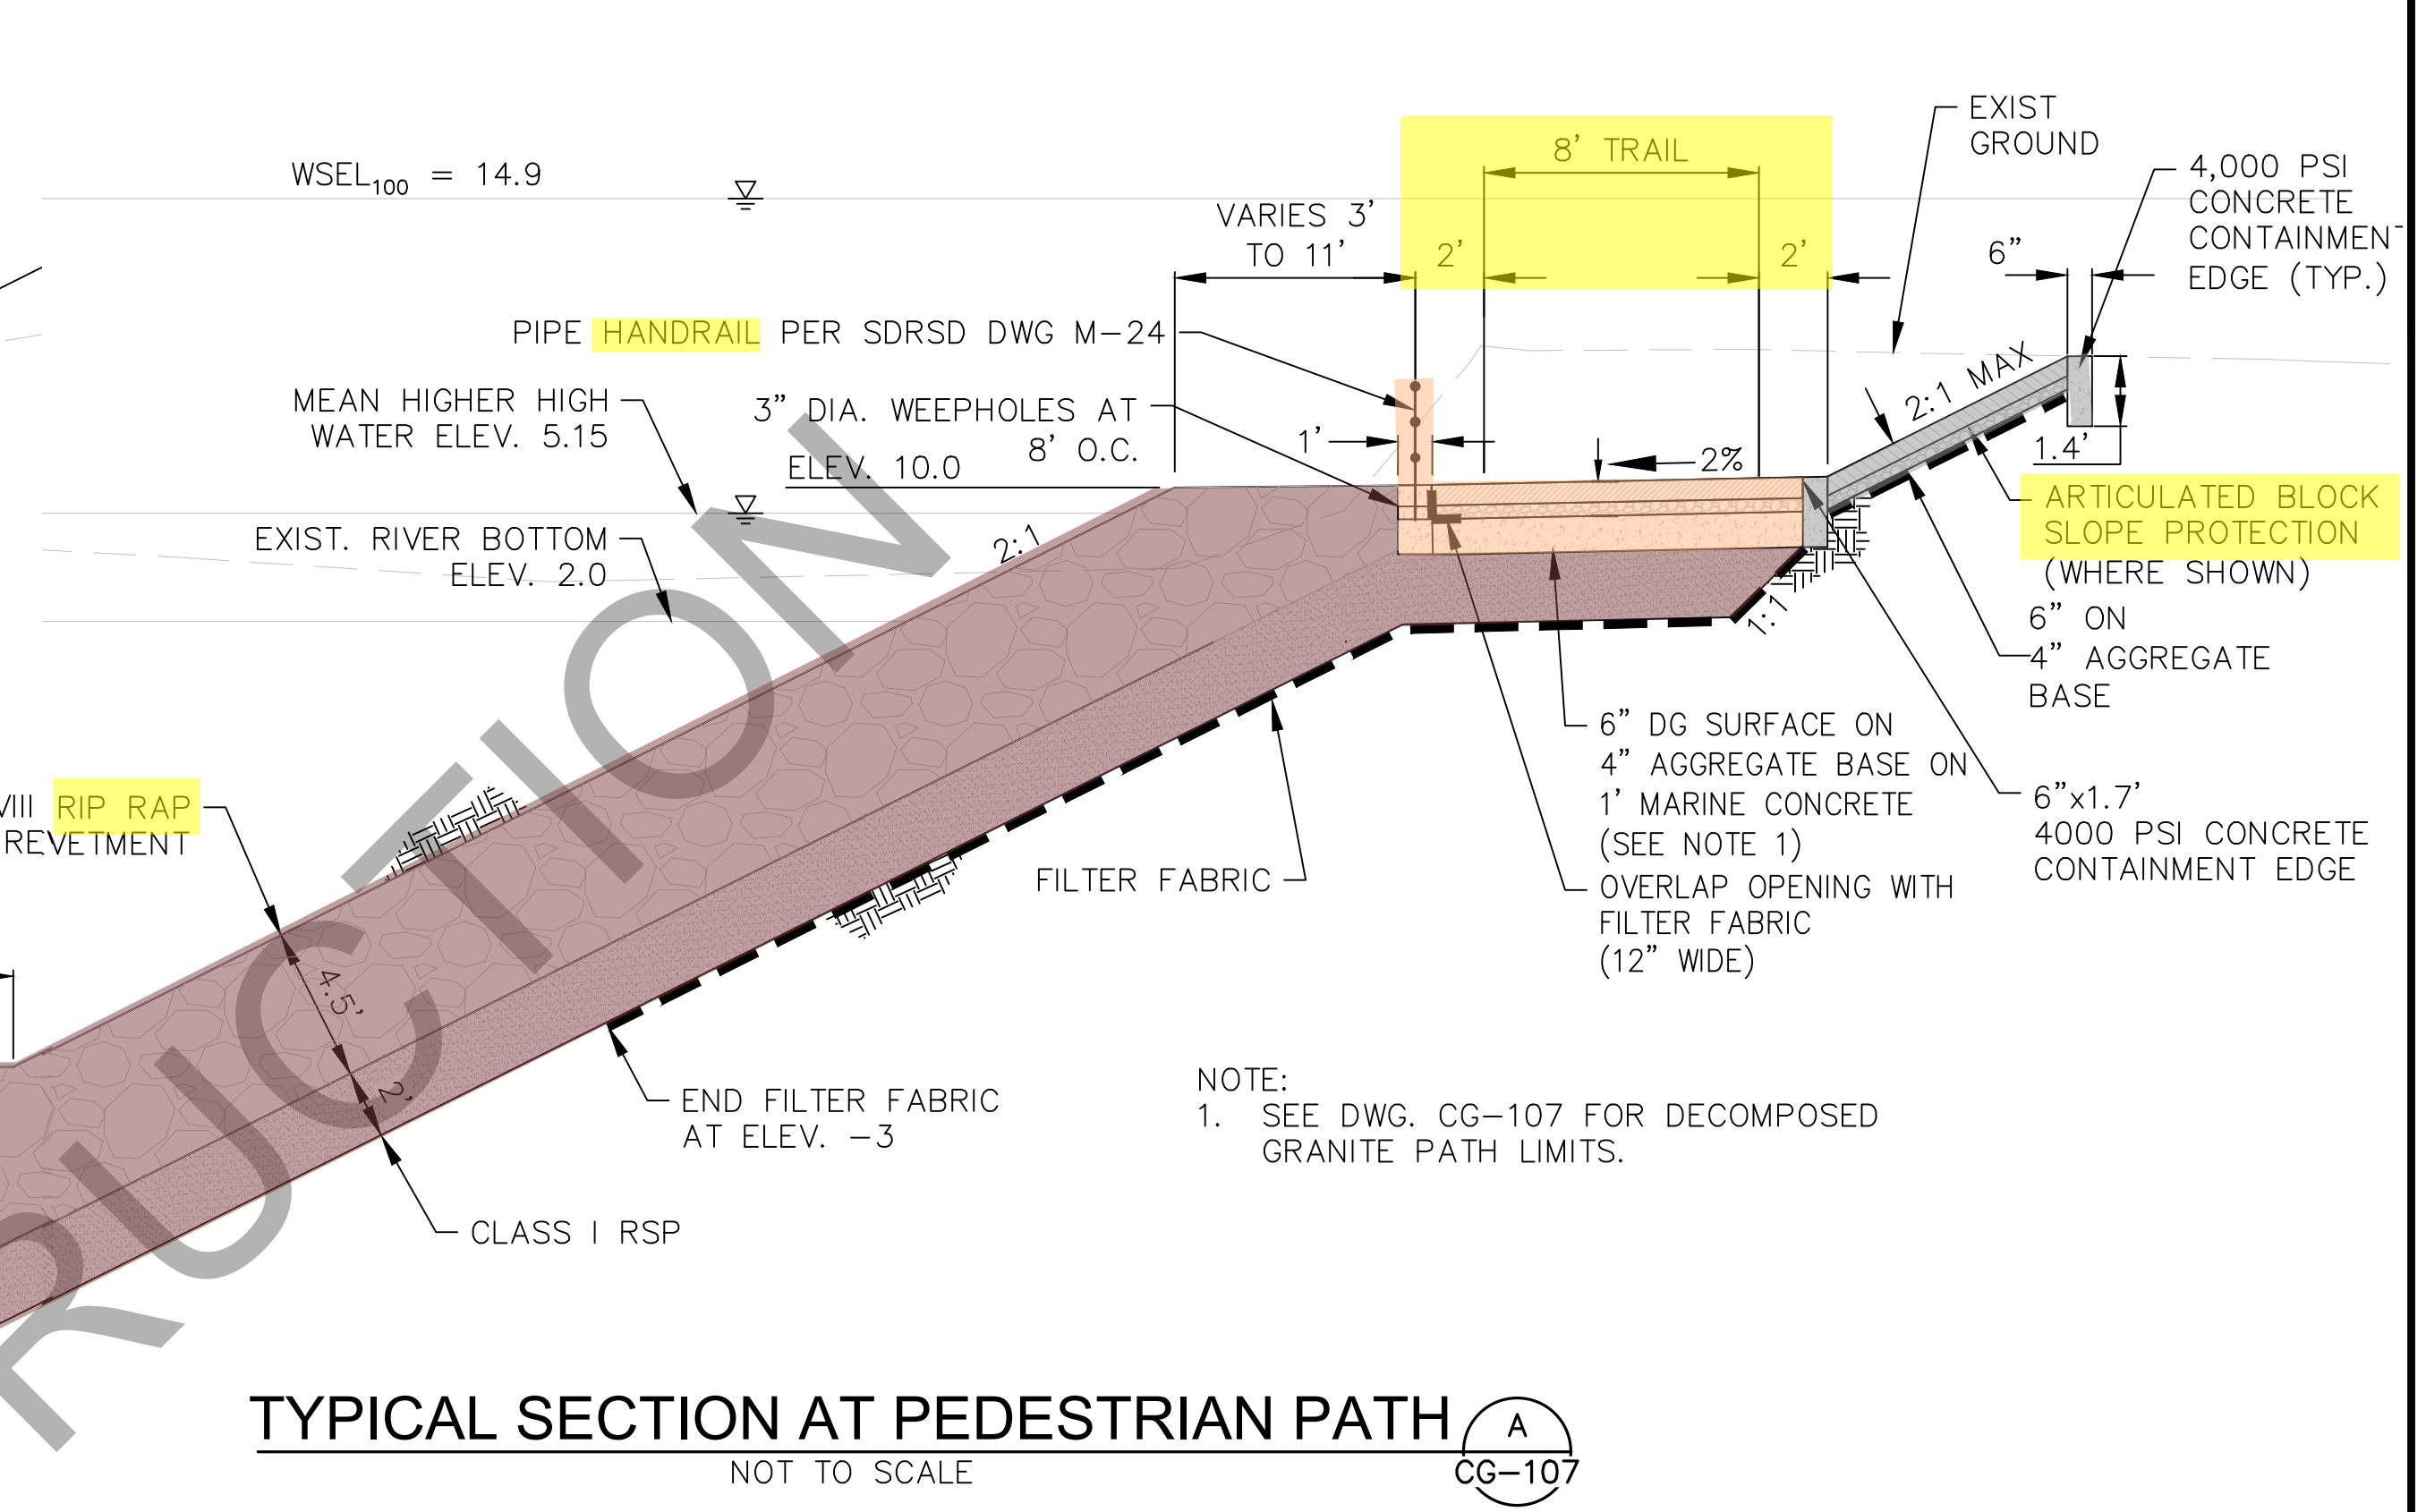 EXIST
GROUND
8' TRAIL
WSEL100 = 14.9
4,000 PSI
CONCRETE
CONTAINMENT
EDGE (TYP.)
VARIES 3'
TO 11'
2'
2'
6"
PIPE HANDRAIL PER SDRSD DWG M-24
MEAN HIGHER HIGH
WATER ELEV. 5.15
3" DIA. WEEPHOLES AT
8' O.C.
1'
2:1 MAX
1.4'
ELEV. 10.0
2%
ARTICULATED BLOCK
SLOPE PROTECTION
(WHERE SHOWN)
EXIST. RIVER BOTTOM
ELEV. 2.0
2:1
1:1
6" ON
4" AGGREGATE
BASE
6" DG SURFACE ON
4" AGGREGATE BASE ON
1' MARINE CONCRETE
(SEE NOTE 1)
6"x1.7'
4000 PSI CONCRETE
CONTAINMENT EDGE
VIII RIP RAP
REVETMENT
FILTER FABRIC
OVERLAP OPENING WITH
FILTER FABRIC
(12" WIDE)
4.5'
2'
END FILTER FABRIC
AT ELEV. -3
NOTE:
1. SEE DWG. CG-107 FOR DECOMPOSED
GRANITE PATH LIMITS.
CLASS I RSP
RUCTION
TYPICAL SECTION AT PEDESTRIAN PATH
A
NOT TO SCALE
CG-107